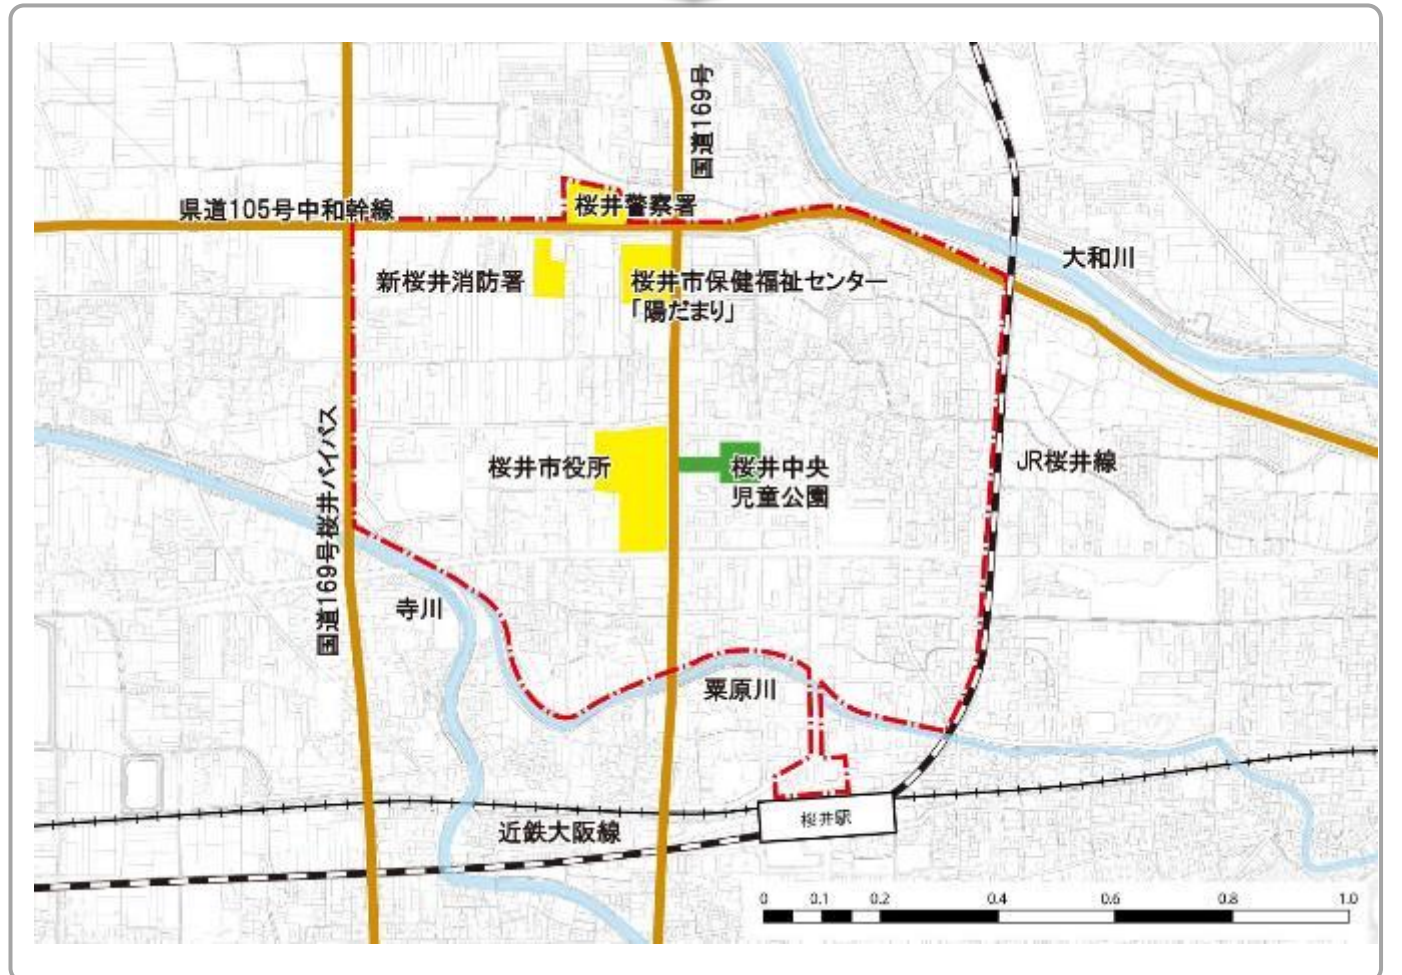 国道169号
県道105号中和幹線
桜井警察署
大和川
新桜井消防署
桜井市保健福祉センター
「陽だまり」
国道169号桜井バイパス
桜井市役所
桜井中央
児童公園
JR桜井線
寺川
粟原川
桜井駅
近鉄大阪線
0 0.1 0.2 0.4 0.6 0.8 1.0